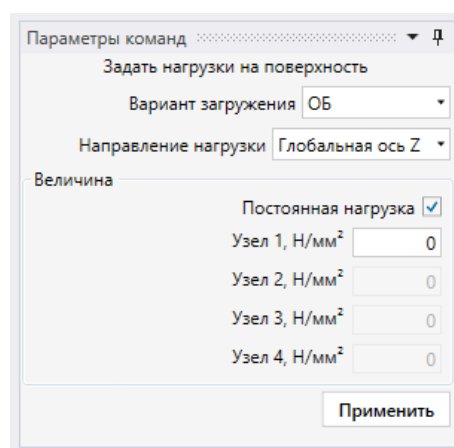 Параметры команд
Задать нагрузки на поверхность
Вариант загружения ОБ
Направление нагрузки Глобальная ось Z
Величина
Постоянная нагрузка
Узел 1, Н/мм² 0
Узел 2, Н/мм² 0
Узел 3, Н/мм² 0
Узел 4, Н/мм² 0
Применить